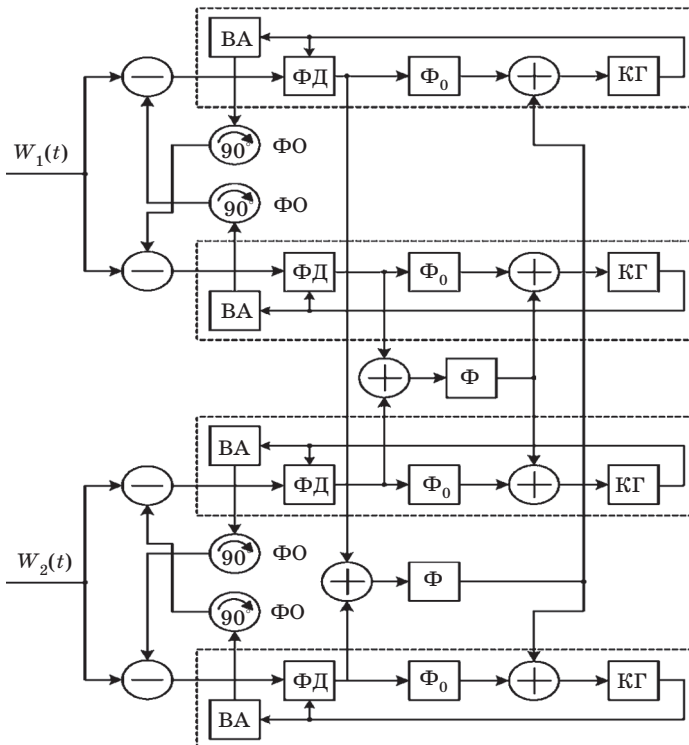 ВА
ФД
Ф₀
КГ
90° ФО
W₁(t)
90° ФО
ФД
Ф₀
КГ
ВА
Ф
ВА
ФД
Ф₀
КГ
90° ФО
W₂(t)
Ф
90° ФО
ФД
Ф₀
КГ
ВА